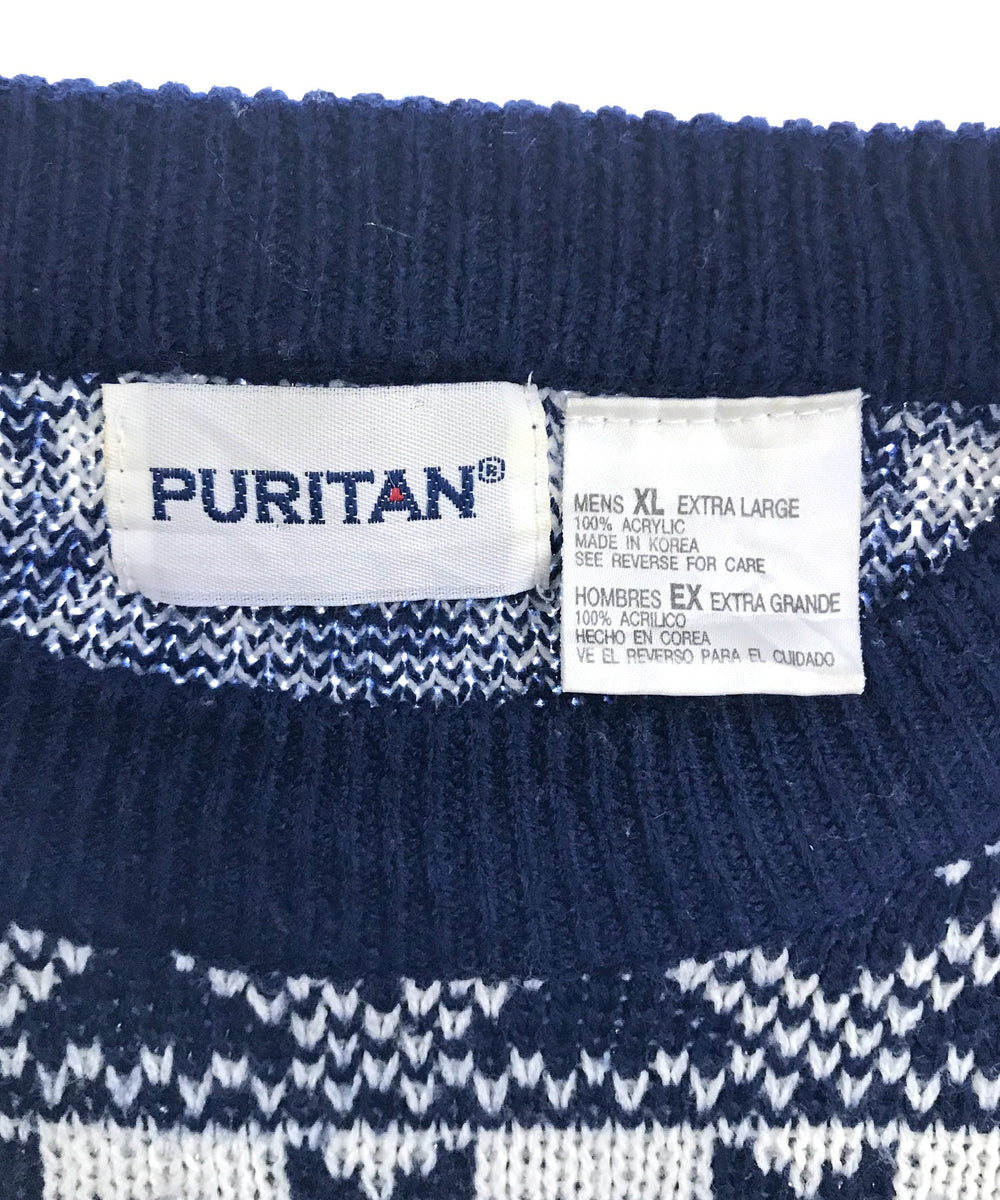 PURITAN®
MENS XL EXTRA LARGE
100% ACRYLIC
MADE IN KOREA
SEE REVERSE FOR CARE
HOMBRES EX EXTRA GRANDE
100% ACRILICO
HECHO EN COREA
VE EL REVERSO PARA EL CUIDADO